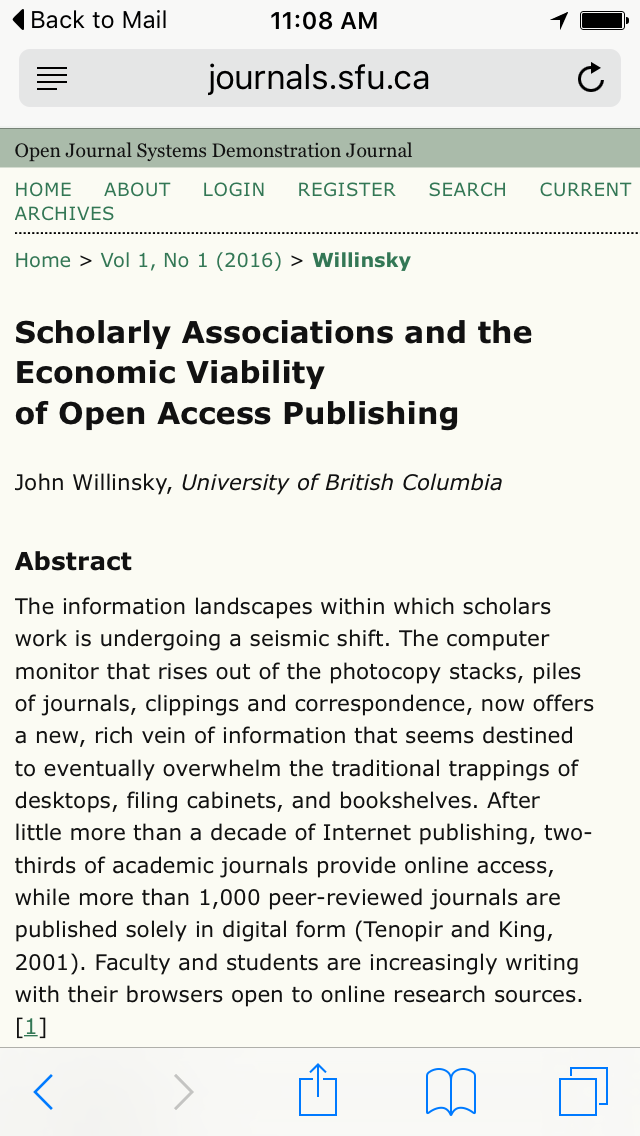 Back to Mail 11:08 AM
journals.sfu.ca
Open Journal Systems Demonstration Journal
HOME ABOUT LOGIN REGISTER SEARCH CURRENT
ARCHIVES
Home > Vol 1, No 1 (2016) > Willinsky
Scholarly Associations and the
Economic Viability
of Open Access Publishing
John Willinsky, University of British Columbia
Abstract
The information landscapes within which scholars
work is undergoing a seismic shift. The computer
monitor that rises out of the photocopy stacks, piles
of journals, clippings and correspondence, now offers
a new, rich vein of information that seems destined
to eventually overwhelm the traditional trappings of
desktops, filing cabinets, and bookshelves. After
little more than a decade of Internet publishing, two-
thirds of academic journals provide online access,
while more than 1,000 peer-reviewed journals are
published solely in digital form (Tenopir and King,
2001). Faculty and students are increasingly writing
with their browsers open to online research sources.
[1]